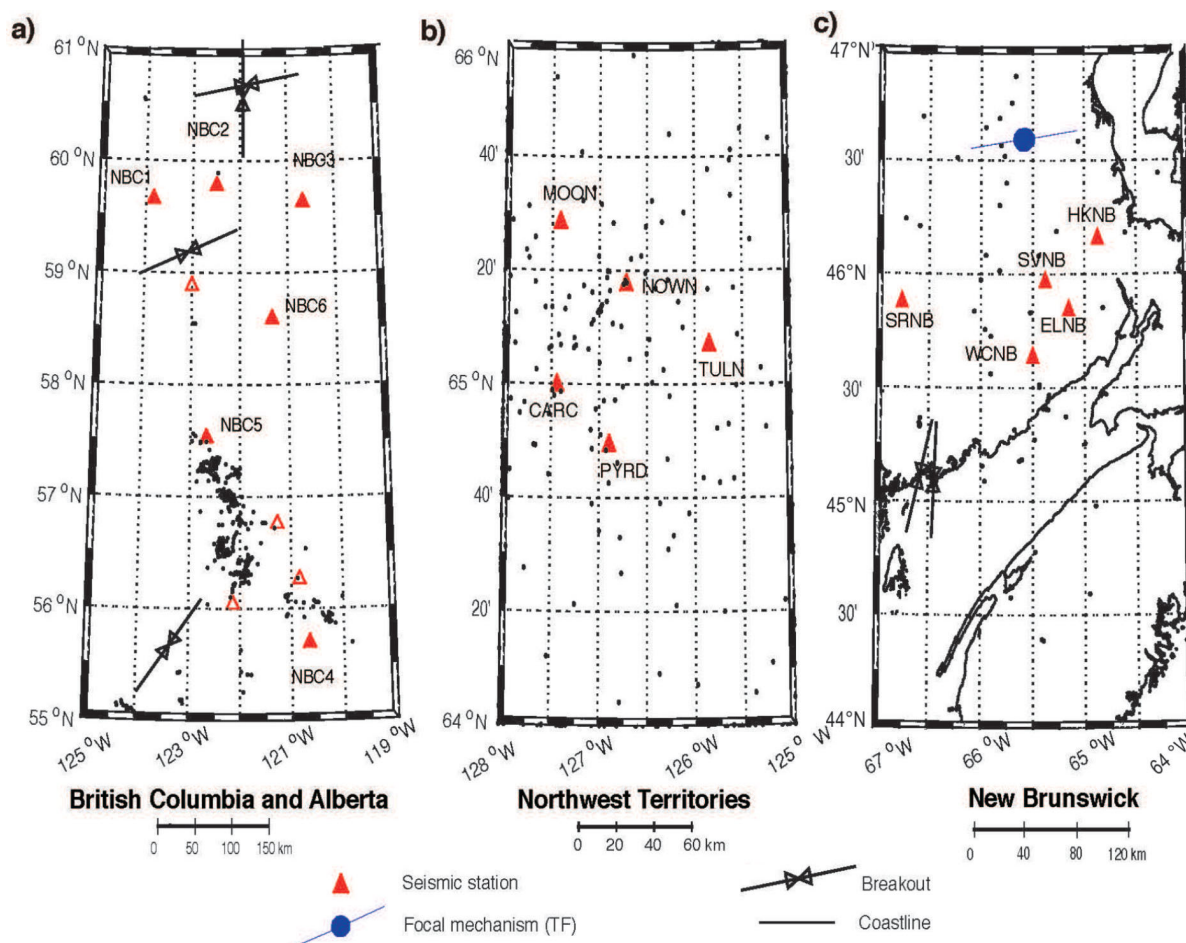 a)
61°N
60°N
59°N
58°N
57°N
56°N
55°N
125°W
123°W
121°W
119°W
NBC2
NBC1
NBC3
NBC6
NBC5
NBC4
British Columbia and Alberta
0 50 100 150 km
b)
66°N
40'
20'
65°N
40'
20'
64°N
128°W
127°W
126°W
125°W
MOON
NOWN
TULN
CARC
PYRD
Northwest Territories
0 20 40 60 km
c)
47°N
30'
46°N
30'
45°N
30'
44°N
67°W
66°W
65°W
64°W
HKNB
SVNB
SRNB
ELNB
WCNB
New Brunswick
0 40 80 120 km
Seismic station
Breakout
Focal mechanism (TF)
Coastline